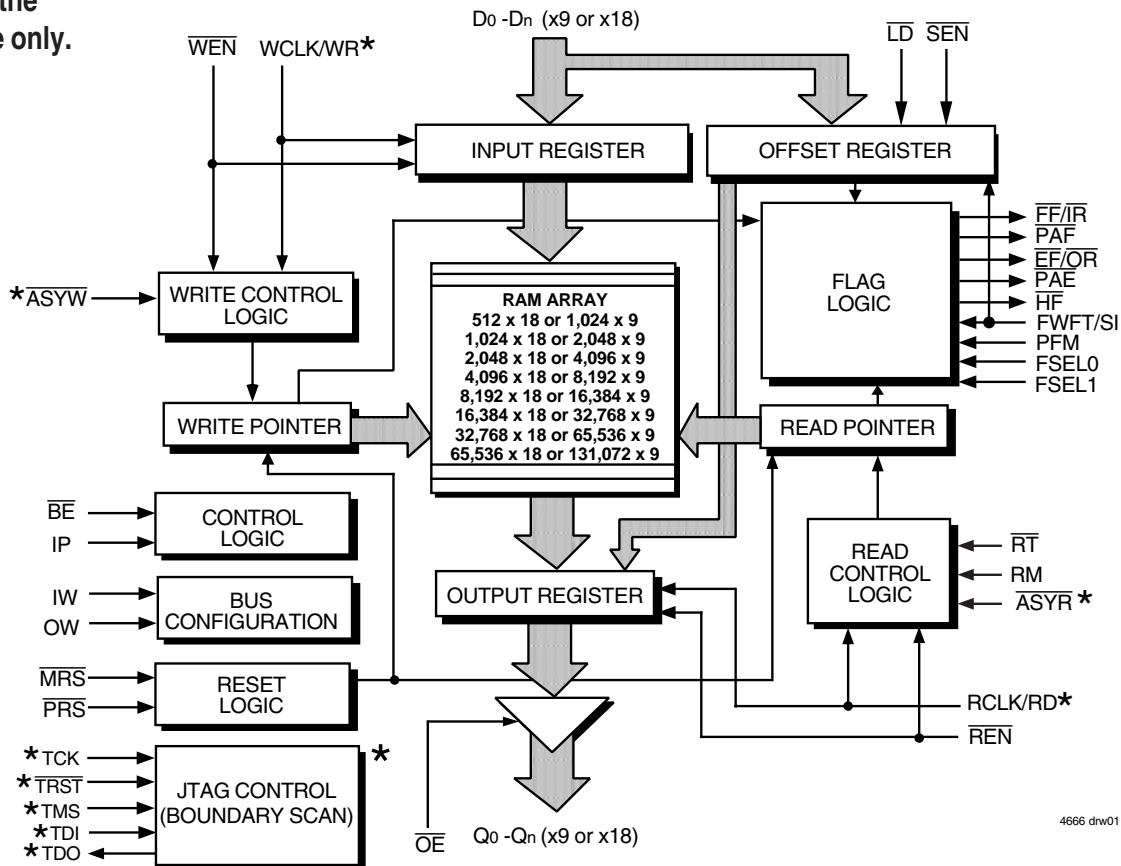 the
e only.
D0 -Dn (x9 or x18)
WEN
WCLK/WR*
LD
SEN
INPUT REGISTER
OFFSET REGISTER
*ASYW
WRITE CONTROL
LOGIC
RAM ARRAY
512 x 18 or 1,024 x 9
1,024 x 18 or 2,048 x 9
2,048 x 18 or 4,096 x 9
4,096 x 18 or 8,192 x 9
8,192 x 18 or 16,384 x 9
16,384 x 18 or 32,768 x 9
32,768 x 18 or 65,536 x 9
65,536 x 18 or 131,072 x 9
FLAG
LOGIC
FF/IR
PAF
EF/OR
PAE
HF
FWFT/SI
PFM
FSEL0
FSEL1
WRITE POINTER
READ POINTER
BE
IP
CONTROL
LOGIC
READ
CONTROL
LOGIC
RT
RM
ASYR *
IW
OW
BUS
CONFIGURATION
OUTPUT REGISTER
MRS
PRS
RESET
LOGIC
RCLK/RD*
REN
*TCK
*TRST
*TMS
*TDI
*TDO
JTAG CONTROL
(BOUNDARY SCAN)
*
OE
Q0 -Qn (x9 or x18)
4666 drw01